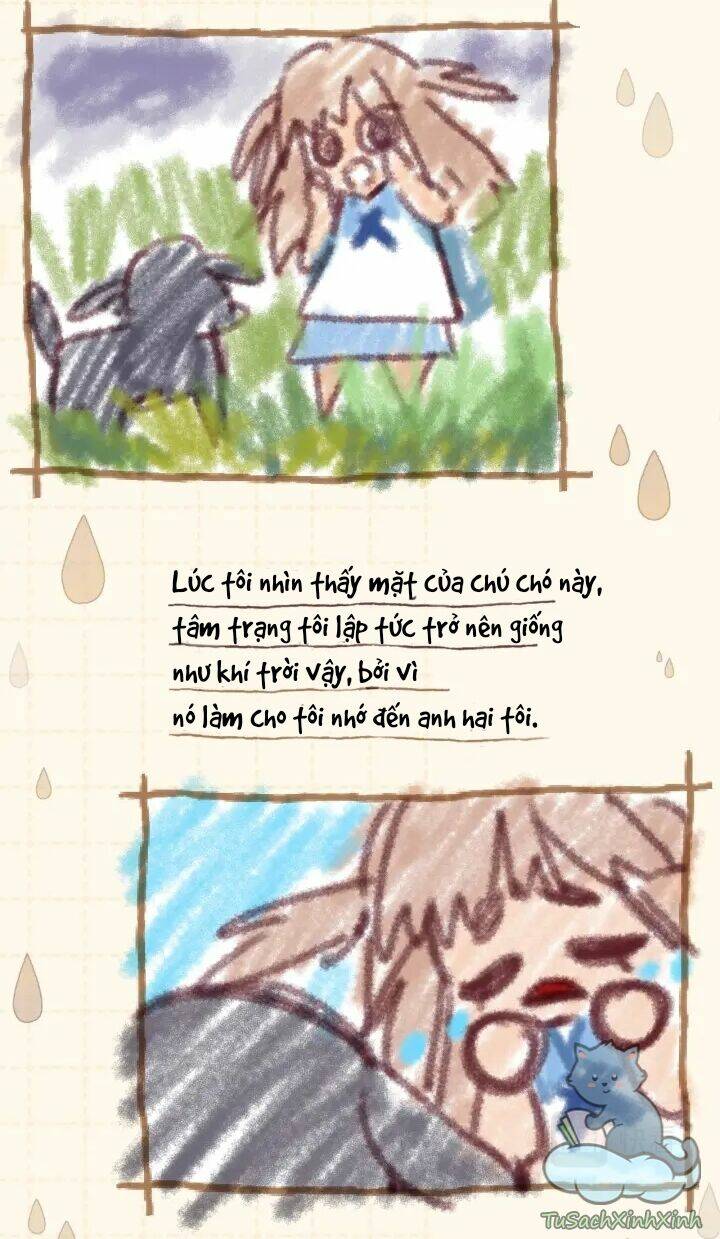 Lúc tôi nhìn thấy mặt của chú chó này,
tâm trạng tôi lập tức trở nên giống
như khí trời vậy, bởi vì
nó làm cho tôi nhớ đến anh hai tôi.
TuSachXinhXinh